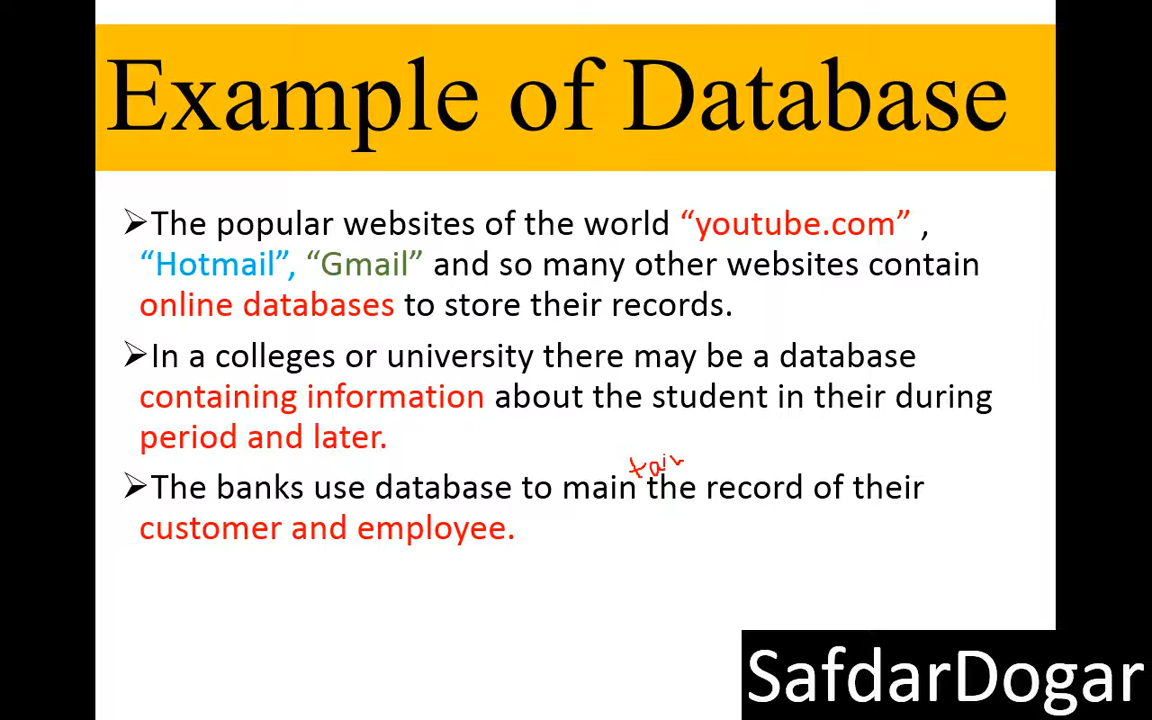 Example of Database
➢The popular websites of the world “youtube.com” ,
“Hotmail”, “Gmail” and so many other websites contain
online databases to store their records.
➢In a colleges or university there may be a database
containing information about the student in their during
period and later.
tain
➢The banks use database to main the record of their
customer and employee.
SafdarDogar